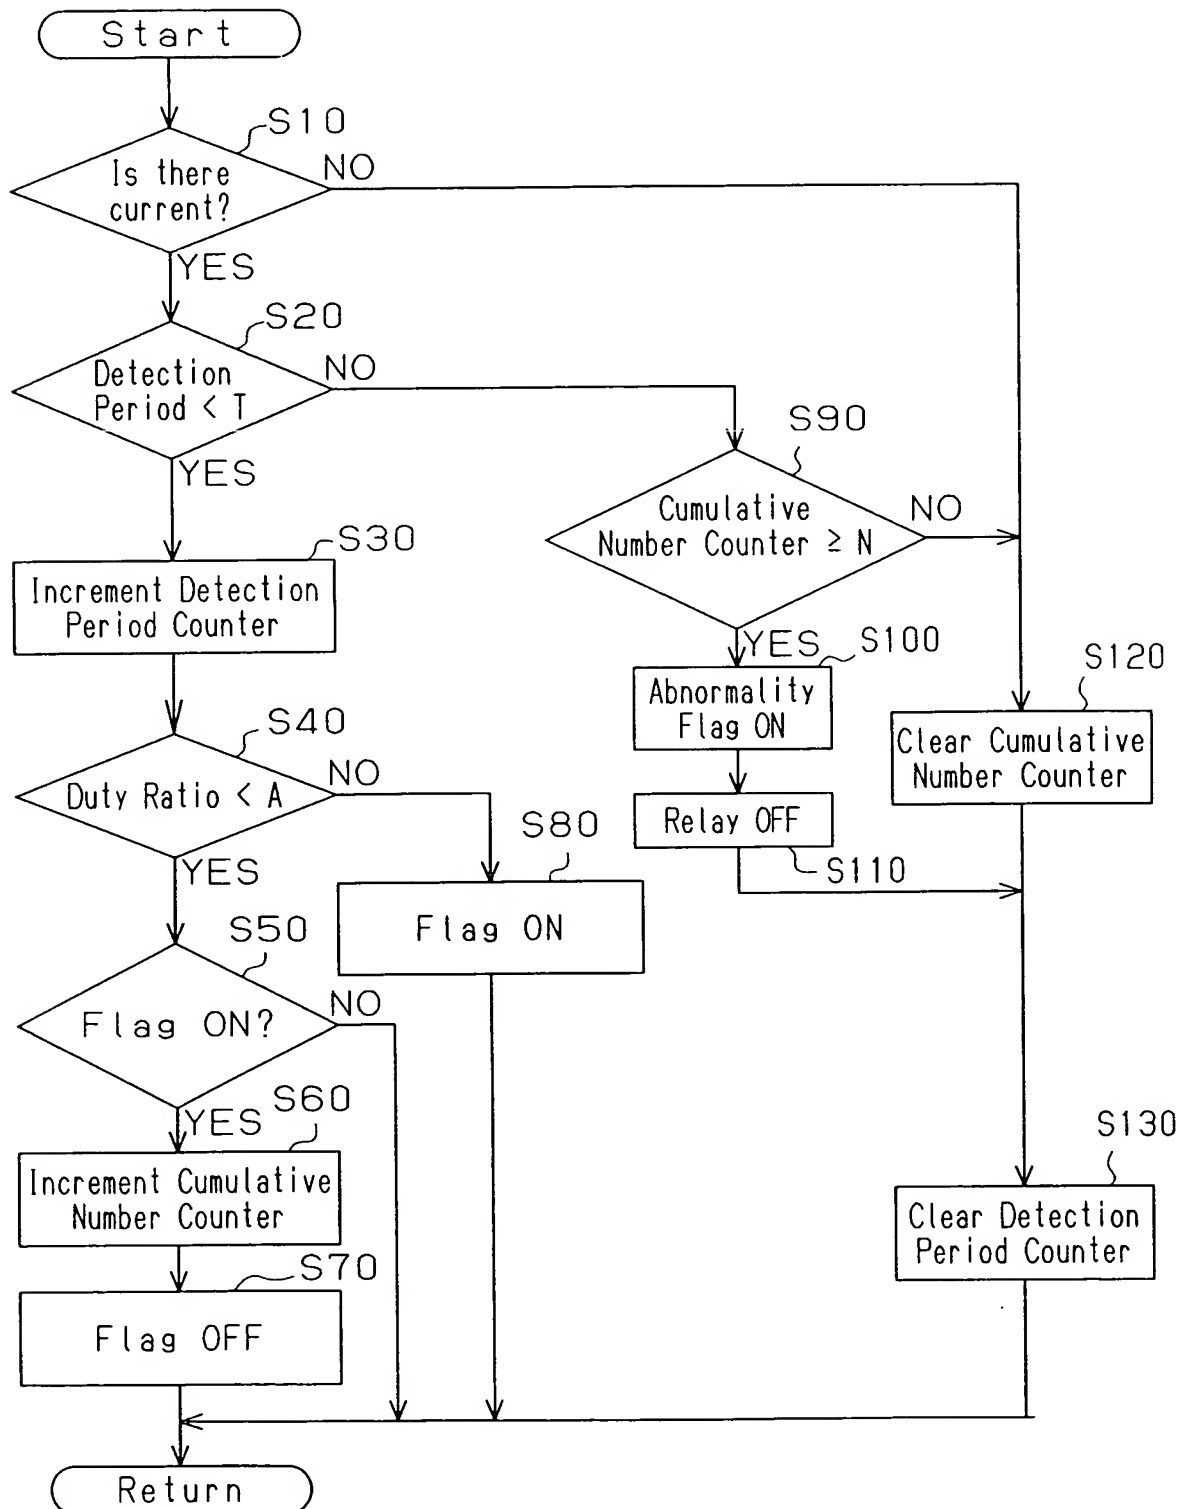 Start
S10
Is there
current?
NO
YES
S20
Detection
Period < T
NO
YES
S90
Cumulative
Number Counter ≥ N
NO
YES
S30
Increment Detection
Period Counter
S100
Abnormality
Flag ON
S120
Clear Cumulative
Number Counter
S40
Duty Ratio < A
NO
YES
Relay OFF
S110
S80
Flag ON
S50
Flag ON?
NO
YES
S60
Increment Cumulative
Number Counter
S130
Clear Detection
Period Counter
S70
Flag OFF
Return